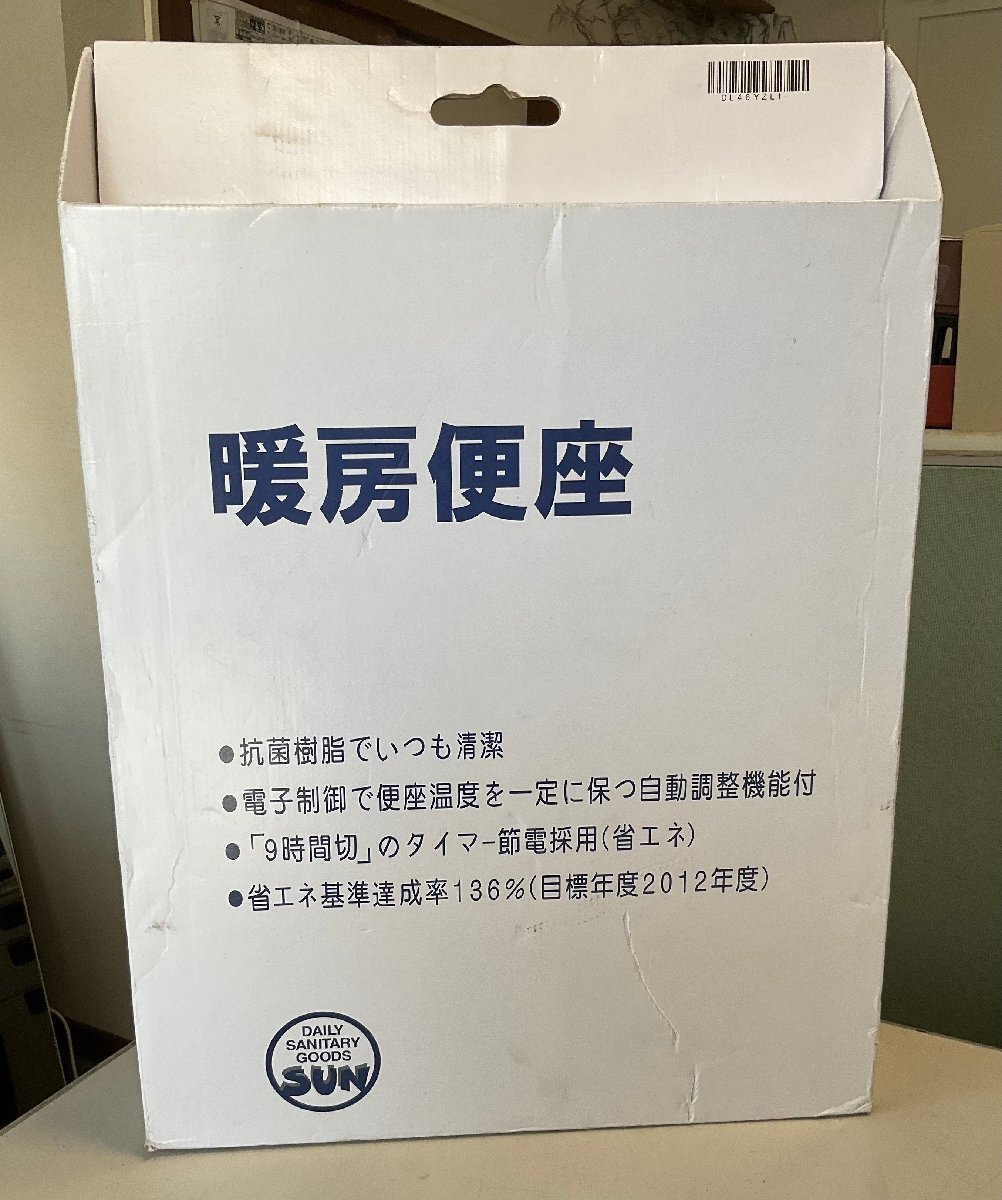 暖房便座
●抗菌樹脂でいつも清潔
●電子制御で便座温度を一定に保つ自動調整機能付
●「9時間切」のタイマー節電採用(省エネ)
●省エネ基準達成率136%(目標年度2012年度)
DAILY
SANITARY
GOODS
SUN